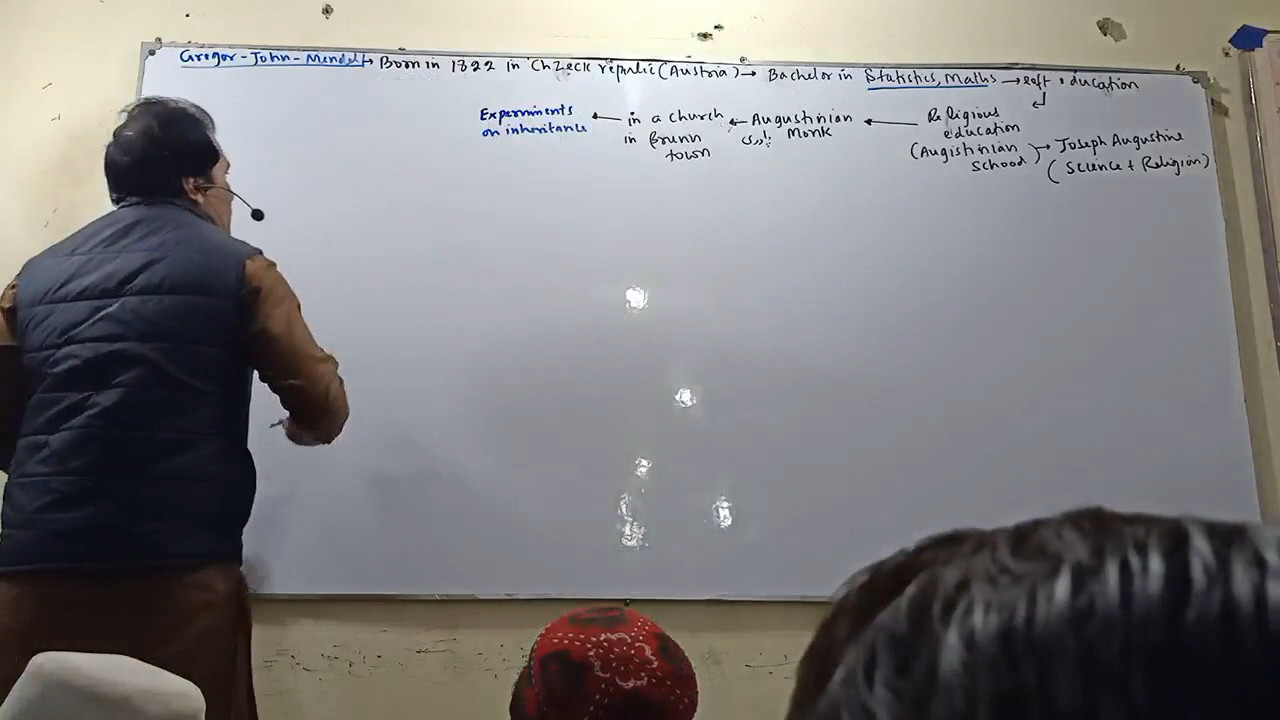 Gregor-John-Mendel → Born in 1822 in Chzeck republic (Austria) → Bachelor in Statistics, Maths → left education
Religious
education
(Augistinian
school) → Joseph Augustine
(Science + Religion)
← Augustinian
Monk
← in a church
in Brunn
town
← Experiments
on inheritance